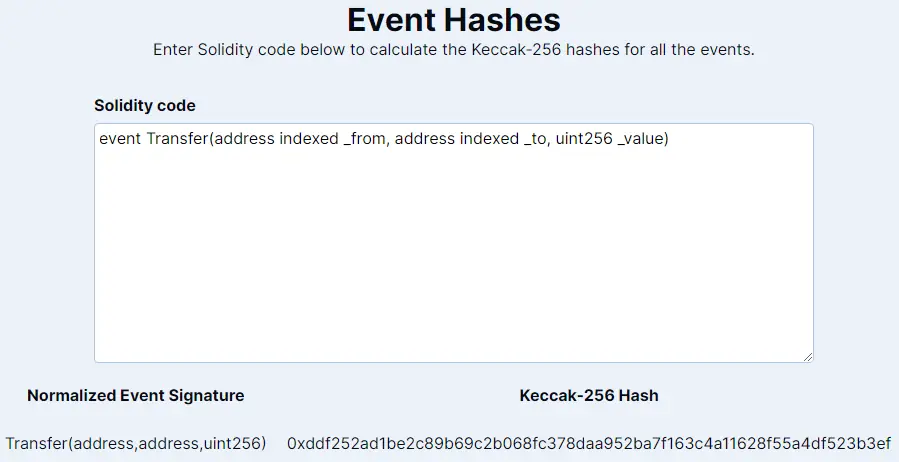 Event Hashes
Enter Solidity code below to calculate the Keccak-256 hashes for all the events.
Solidity code
event Transfer(address indexed _from, address indexed _to, uint256 _value)
Normalized Event Signature Keccak-256 Hash
Transfer(address,address,uint256) 0xddf252ad1be2c89b69c2b068fc378daa952ba7f163c4a11628f55a4df523b3ef